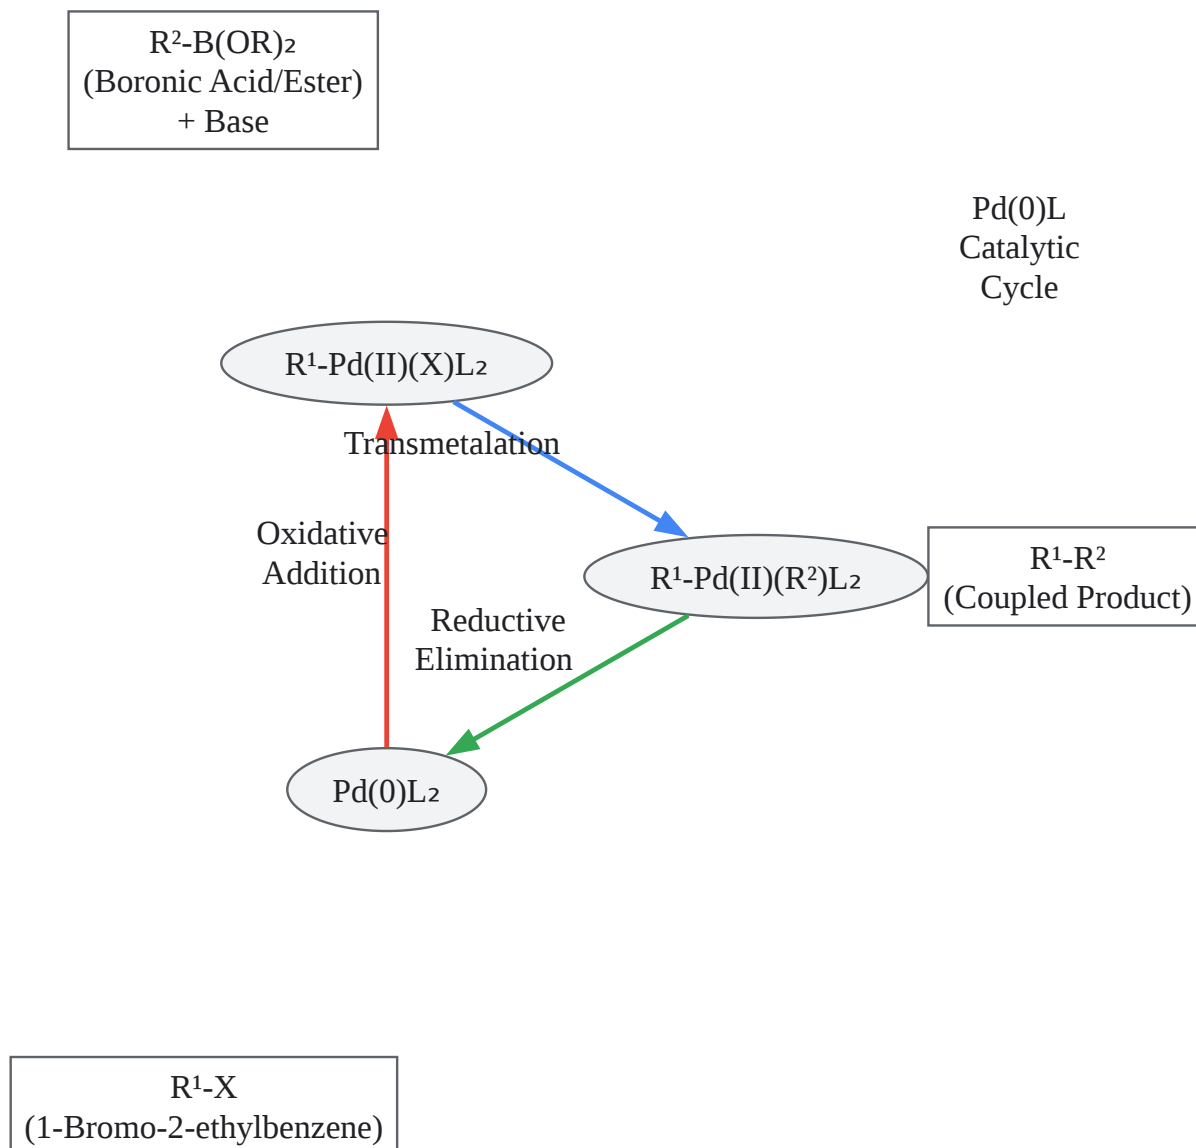 R²-B(OR)₂
(Boronic Acid/Ester)
+ Base
Pd(0)L
Catalytic
Cycle
R¹-Pd(II)(X)L₂
Transmetalation
Oxidative
Addition
R¹-Pd(II)(R²)L₂
R¹-R²
(Coupled Product)
Reductive
Elimination
Pd(0)L₂
R¹-X
(1-Bromo-2-ethylbenzene)